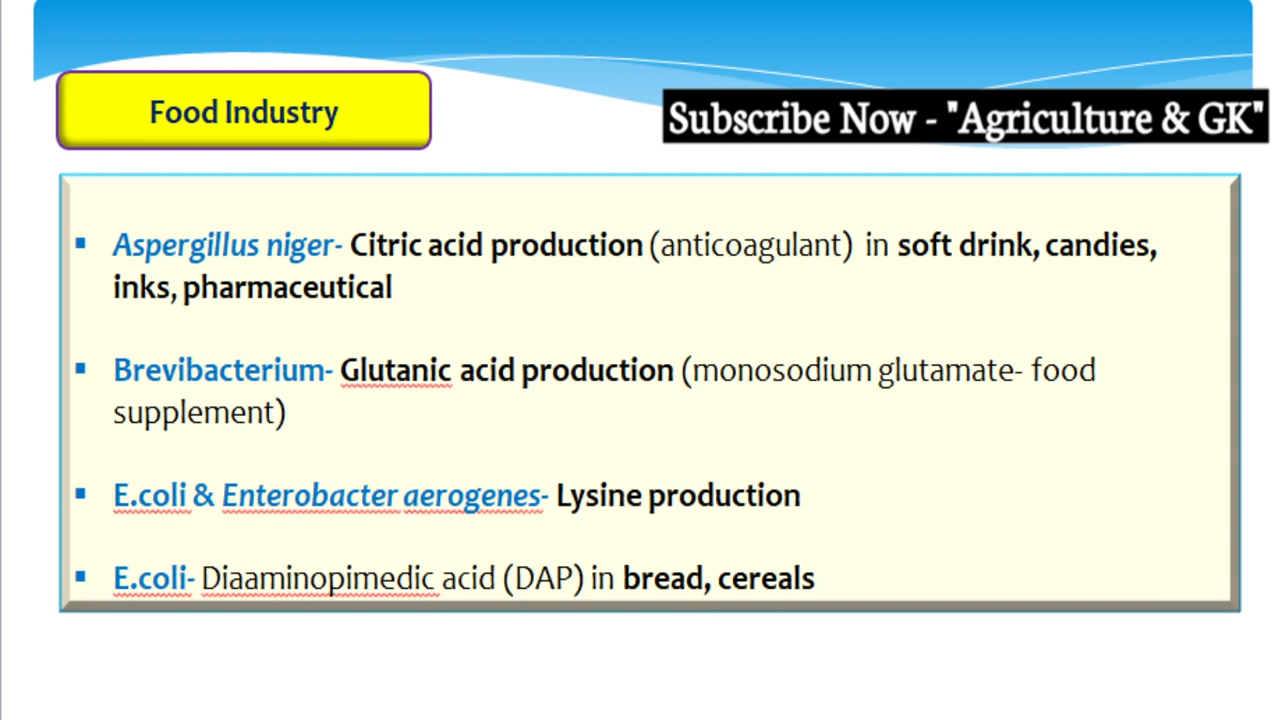 Food Industry
Subscribe Now - "Agriculture & GK"
▪ Aspergillus niger- Citric acid production (anticoagulant) in soft drink, candies,
inks, pharmaceutical
▪ Brevibacterium- Glutanic acid production (monosodium glutamate- food
supplement)
▪ E.coli & Enterobacter aerogenes- Lysine production
▪ E.coli- Diaaminopimedic acid (DAP) in bread, cereals